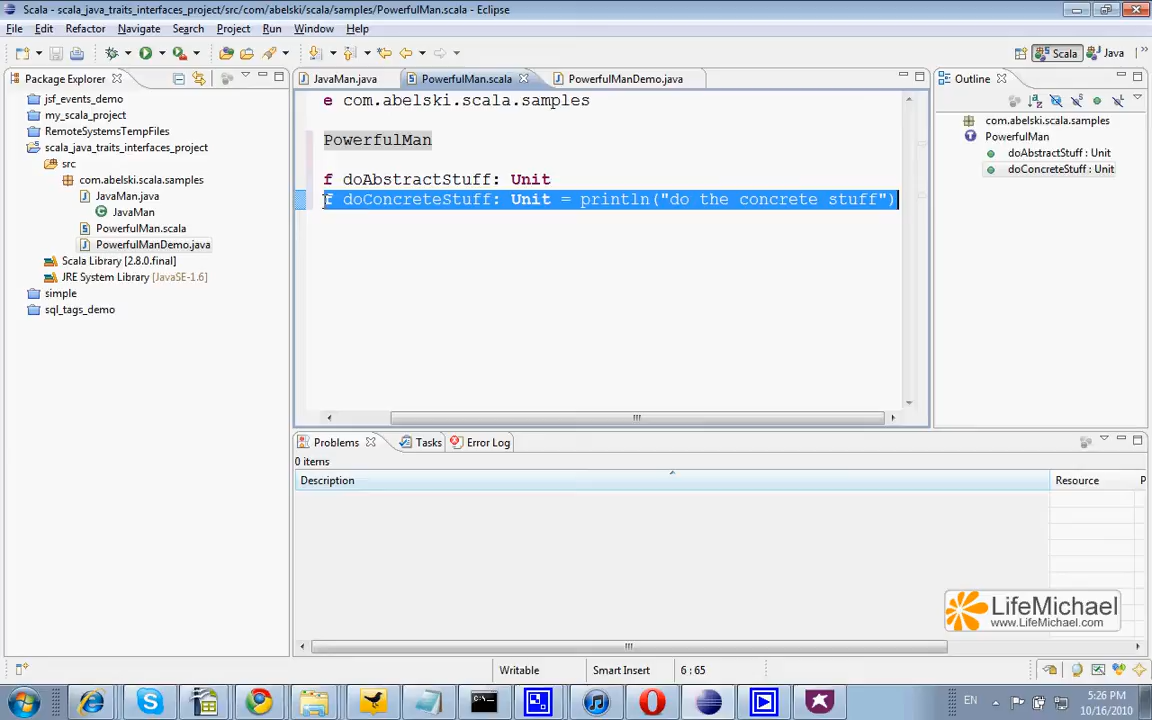 Scala - scala_java_traits_interfaces_project/src/com/abelski/scala/samples/PowerfulMan.scala - Eclipse
File Edit Refactor Navigate Search Project Run Window Help
Scala Java
Package Explorer
JavaMan.java PowerfulMan.scala PowerfulManDemo.java
Outline
jsf_events_demo
my_scala_project
RemoteSystemsTempFiles
scala_java_traits_interfaces_project
src
com.abelski.scala.samples
JavaMan.java
JavaMan
PowerfulMan.scala
PowerfulManDemo.java
Scala Library [2.8.0.final]
JRE System Library [JavaSE-1.6]
simple
sql_tags_demo
e com.abelski.scala.samples
PowerfulMan
f doAbstractStuff: Unit
f doConcreteStuff: Unit = println("do the concrete stuff")
com.abelski.scala.samples
PowerfulMan
doAbstractStuff : Unit
doConcreteStuff : Unit
Problems Tasks Error Log
0 items
Description Resource P
LifeMichael
www.LifeMichael.com
Writable Smart Insert 6 : 65
EN
5:26 PM
10/16/2010